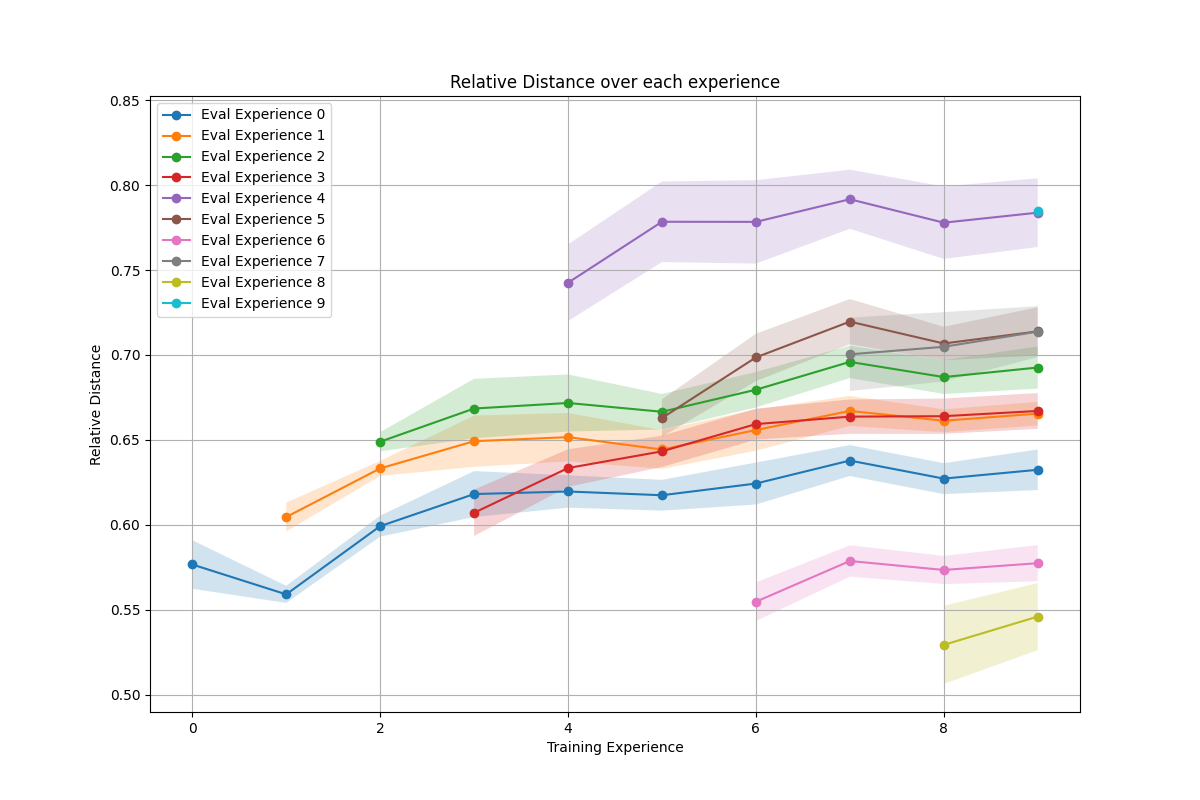 Relative Distance over each experience
0.85
0.80
0.75
0.70
0.65
0.60
0.55
0.50
Relative Distance
Eval Experience 0
Eval Experience 1
Eval Experience 2
Eval Experience 3
Eval Experience 4
Eval Experience 5
Eval Experience 6
Eval Experience 7
Eval Experience 8
Eval Experience 9
0 2 4 6 8
Training Experience